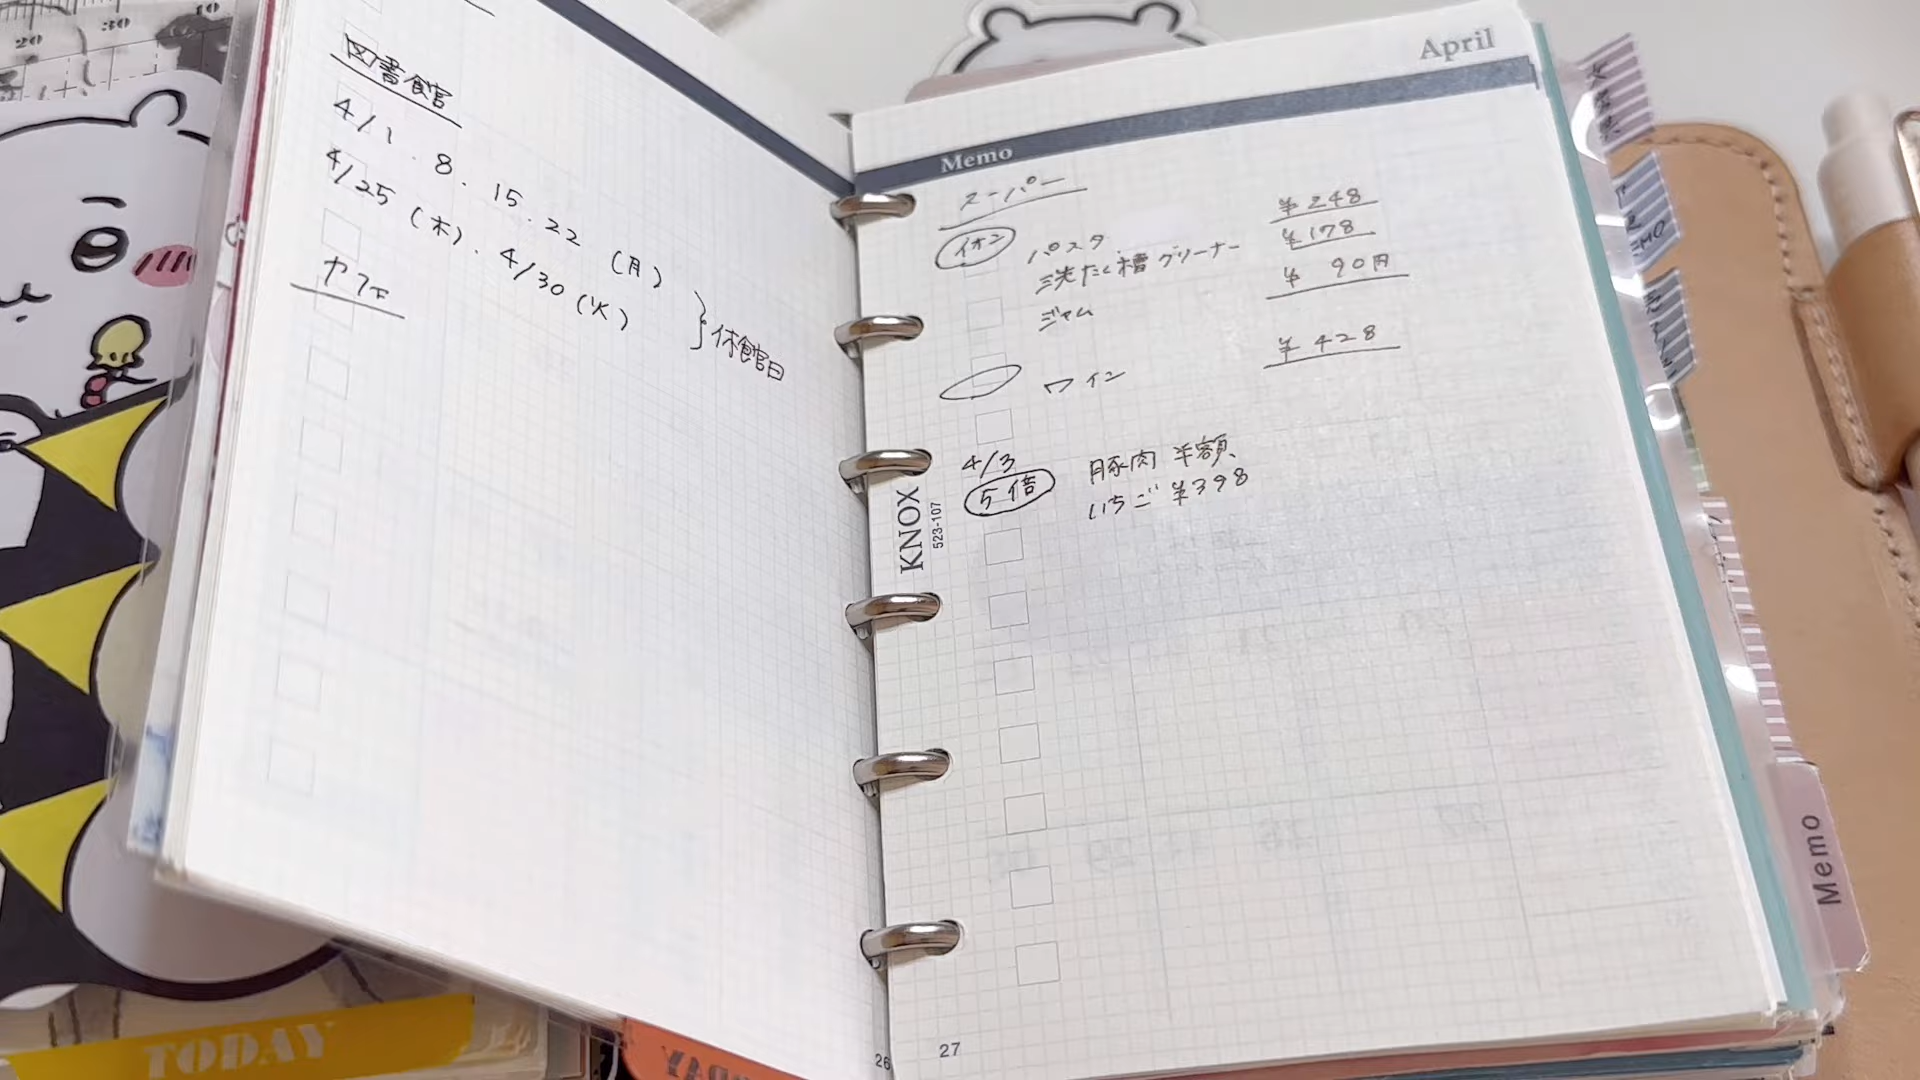 図書館
4/1.8.15.22(月)
4/25(木).4/30(火)
}休館日
カフェ
April
Memo
スーパー
イオン パスタ ¥248
洗たく槽クリーナー ¥178
ジャム ¥90円
ワイン ¥428
4/3 豚肉 半額、
5倍 いちご ¥398
KNOX
523-107
26
27
Memo
TODAY